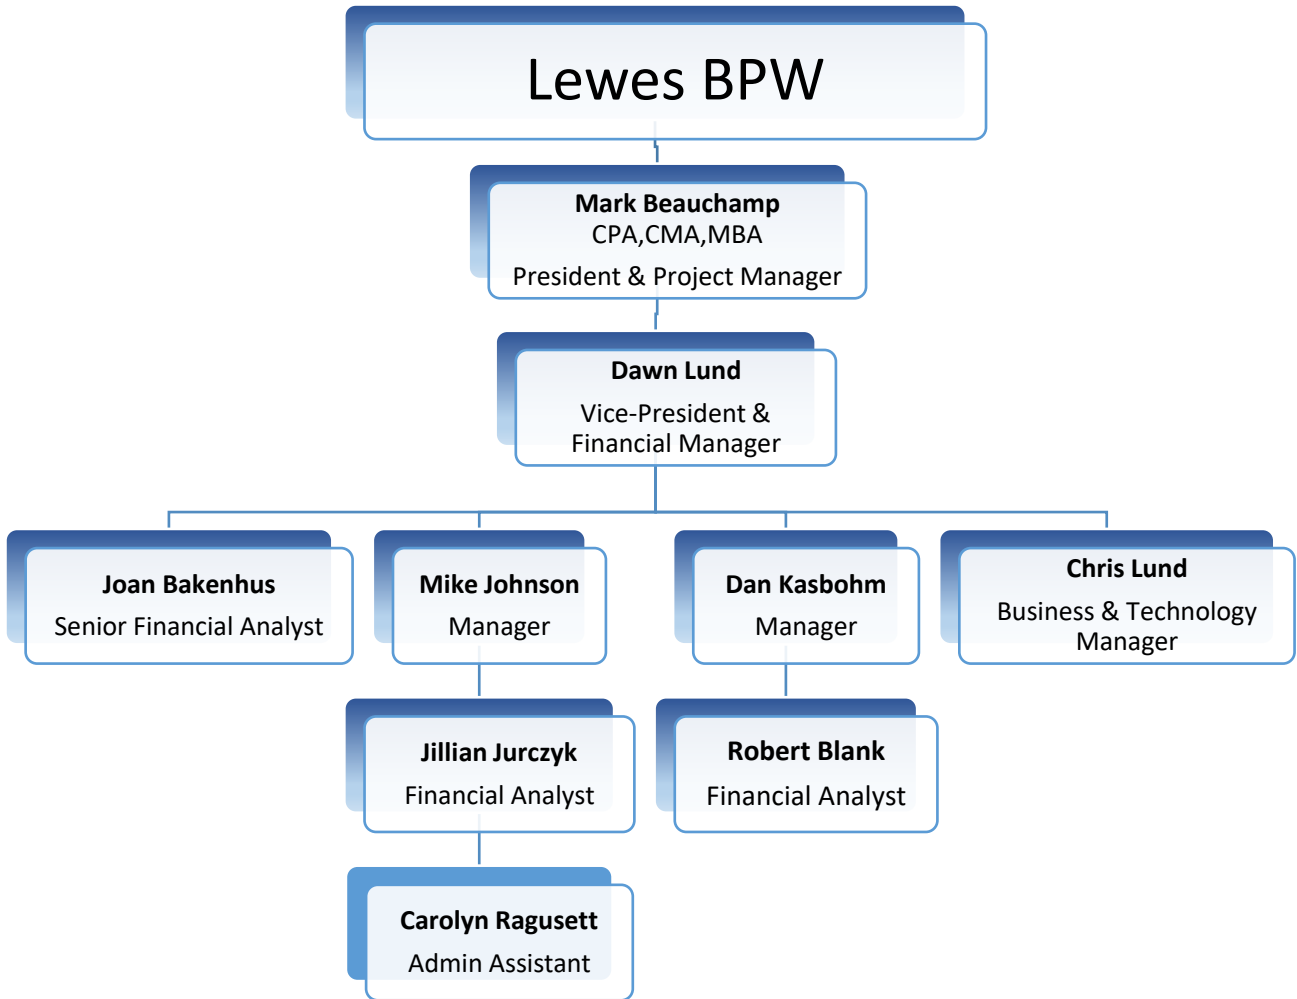 Lewes BPW
Mark Beauchamp
CPA,CMA,MBA
President & Project Manager
Dawn Lund
Vice-President &
Financial Manager
Joan Bakenhus
Senior Financial Analyst
Mike Johnson
Manager
Dan Kasbohm
Manager
Chris Lund
Business & Technology
Manager
Jillian Jurczyk
Financial Analyst
Robert Blank
Financial Analyst
Carolyn Ragusett
Admin Assistant